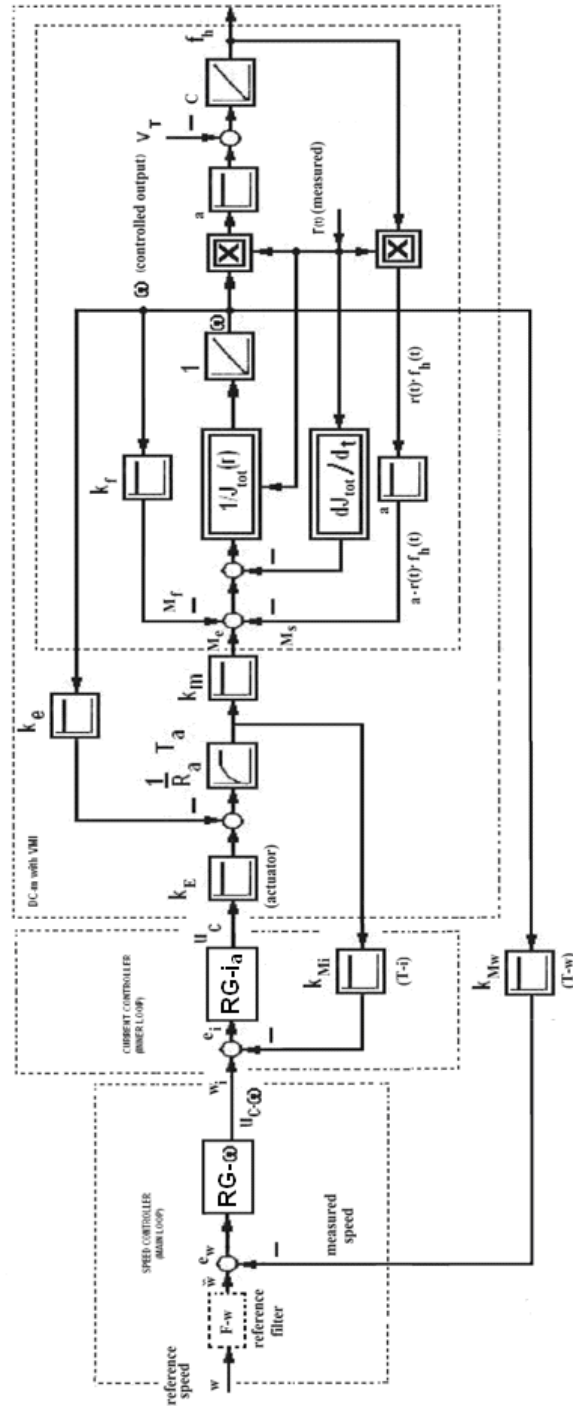 reference
speed
w
F-w
reference
filter
w̃
e_w
SPEED CONTROLLER
(MAIN LOOP)
RG-ω
measured
speed
u_C-ω
w_i
e_i
CURRENT CONTROLLER
(INNER LOOP)
RG-i_a
u_c
k_Mi
(T-i)
DC-m with VMI
k_E
(actuator)
k_e
1/R_a
T_a
k_m
k_Mw
(T-w)
M_e
M_f
M_s
k_f
1/J_tot(r)
dJ_tot/d_t
a·r(t)·f_h(t)
a
1
ω
ω (controlled output)
r(t)·f_h(t)
X
X
r(t) (measured)
a
V_T
C
f_h